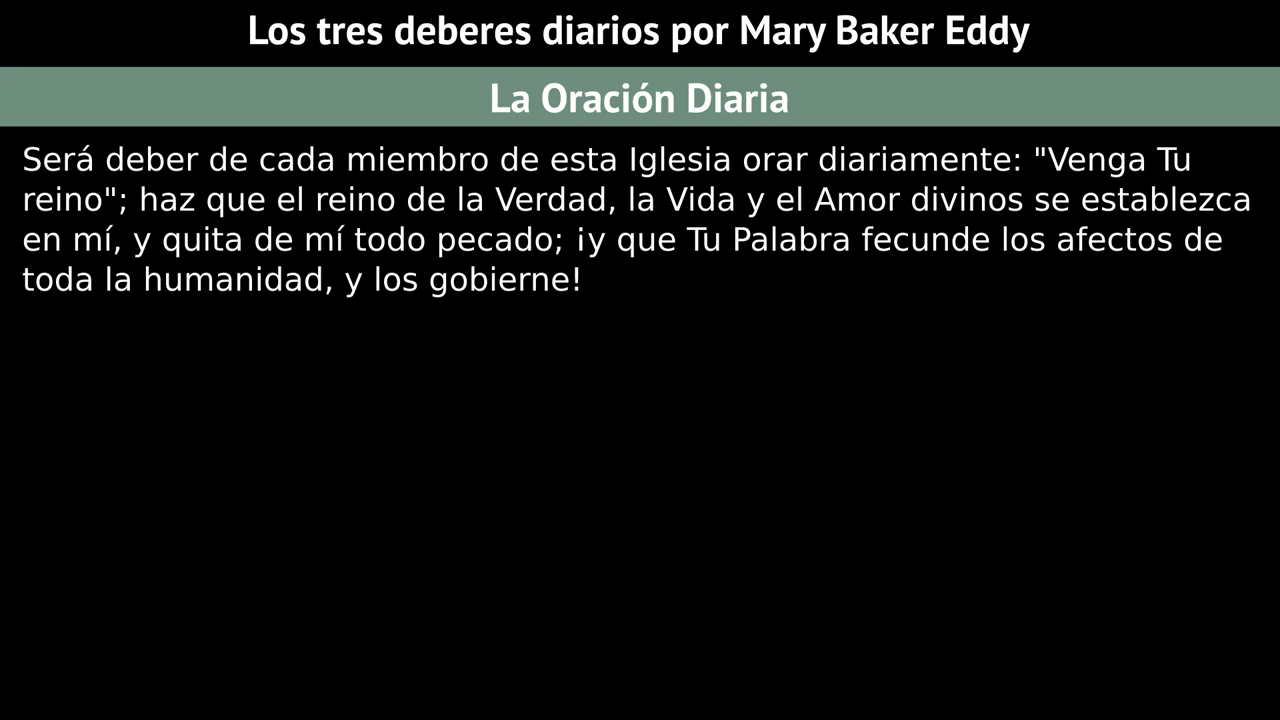 Los tres deberes diarios por Mary Baker Eddy
La Oración Diaria
Será deber de cada miembro de esta Iglesia orar diariamente: "Venga Tu
reino"; haz que el reino de la Verdad, la Vida y el Amor divinos se establezca
en mí, y quita de mí todo pecado; ¡y que Tu Palabra fecunde los afectos de
toda la humanidad, y los gobierne!